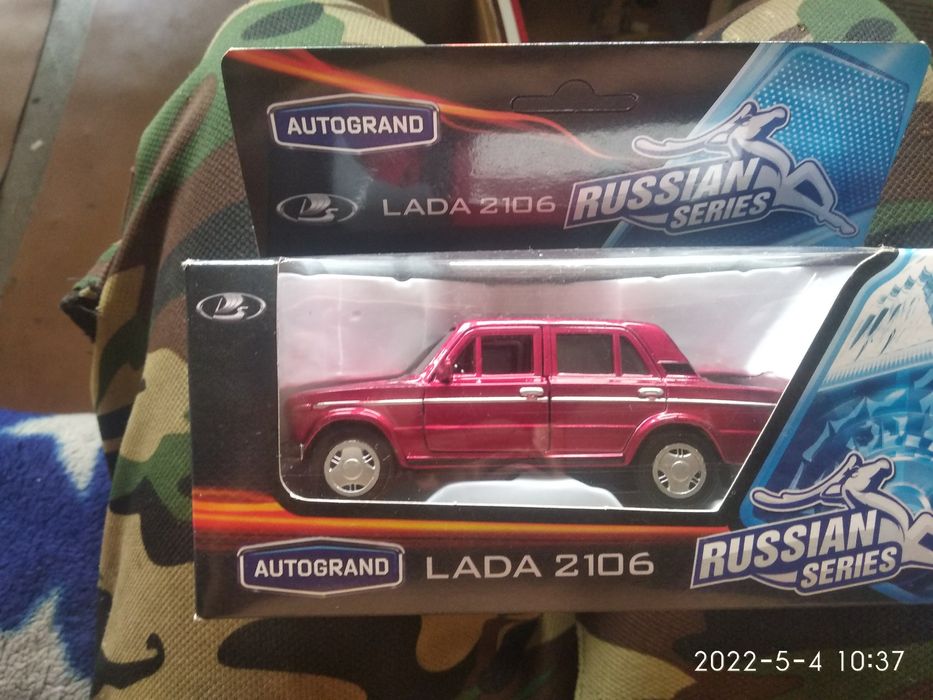 AUTOGRAND
LADA 2106
RUSSIAN
SERIES
AUTOGRAND
LADA 2106
RUSSIAN
SERIES
2022-5-4 10:37